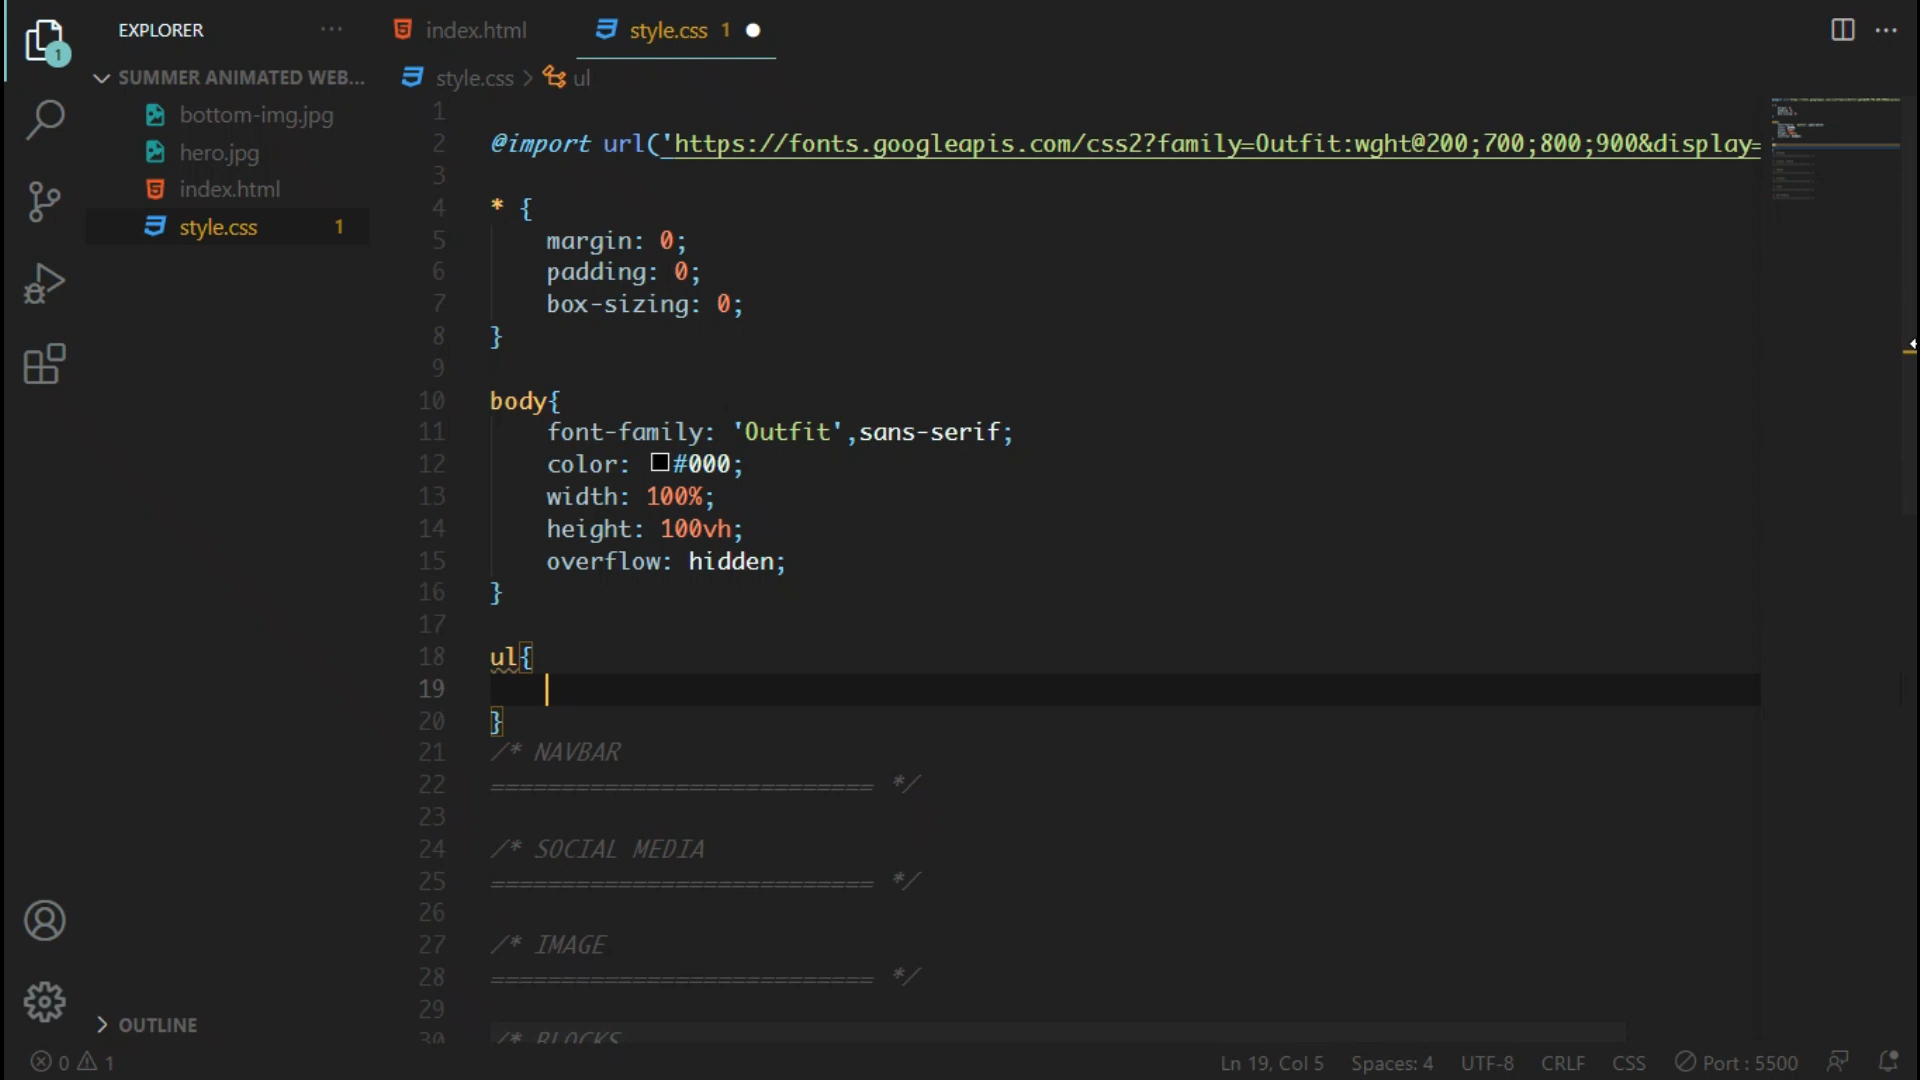 EXPLORER
SUMMER ANIMATED WEB...
bottom-img.jpg
hero.jpg
index.html
style.css 1
1
OUTLINE
index.html
style.css 1
style.css > ul
1
2 @import url('https://fonts.googleapis.com/css2?family=Outfit:wght@200;700;800;900&display=
3
4 * {
5 margin: 0;
6 padding: 0;
7 box-sizing: 0;
8 }
9
10 body{
11 font-family: 'Outfit',sans-serif;
12 color: #000;
13 width: 100%;
14 height: 100vh;
15 overflow: hidden;
16 }
17
18 ul{
19
20 }
21 /* NAVBAR
22 =========================== */
23
24 /* SOCIAL MEDIA
25 =========================== */
26
27 /* IMAGE
28 =========================== */
29
30 /* BLOCKS
0 1
Ln 19, Col 5 Spaces: 4 UTF-8 CRLF CSS Port : 5500